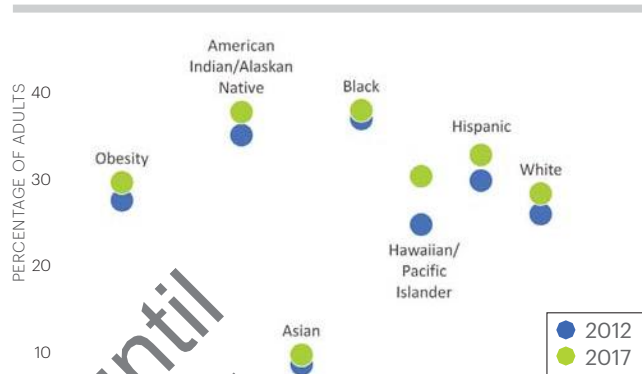 American
Indian/Alaskan
Native
Black
Hispanic
Obesity
White
Hawaiian/
Pacific
Islander
Asian
PERCENTAGE OF ADULTS
40
30
20
10
2012
2017
until